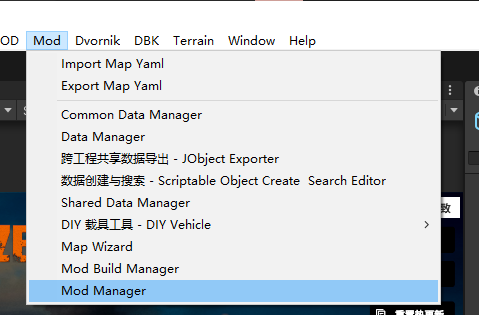 OD Mod Dvornik DBK Terrain Window Help
Import Map Yaml
Export Map Yaml
Common Data Manager
Data Manager
跨工程共享数据导出 - JObject Exporter
数据创建与搜索 - Scriptable Object Create Search Editor
Shared Data Manager
DIY 载具工具 - DIY Vehicle
致
Map Wizard
Mod Build Manager
Mod Manager